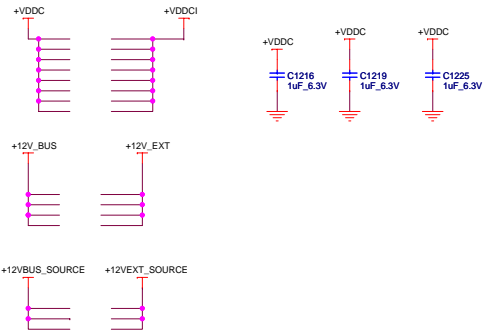 +VDDC
+VDDCI
+VDDC
+VDDC
+VDDC
C1216
1uF_6.3V
C1219
1uF_6.3V
C1225
1uF_6.3V
+12V_BUS
+12V_EXT
+12VBUS_SOURCE
+12VEXT_SOURCE